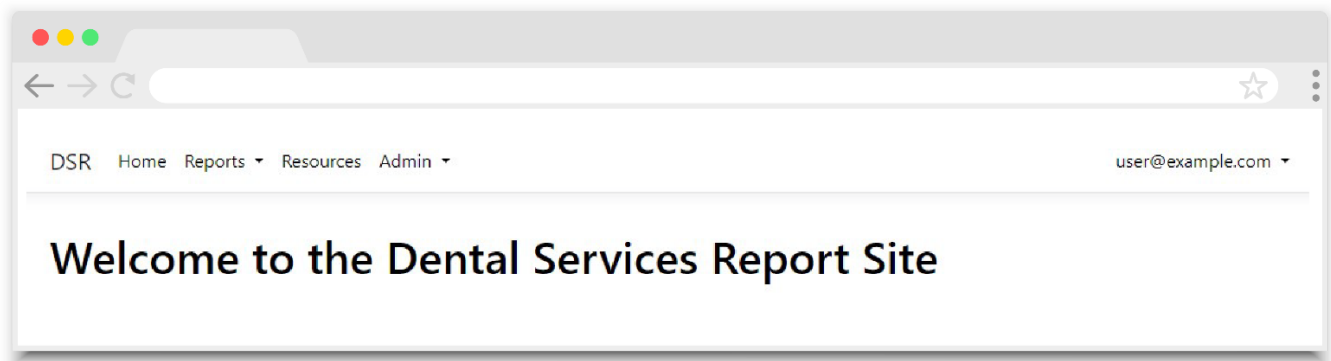 DSR Home Reports Resources Admin user@example.com
Welcome to the Dental Services Report Site